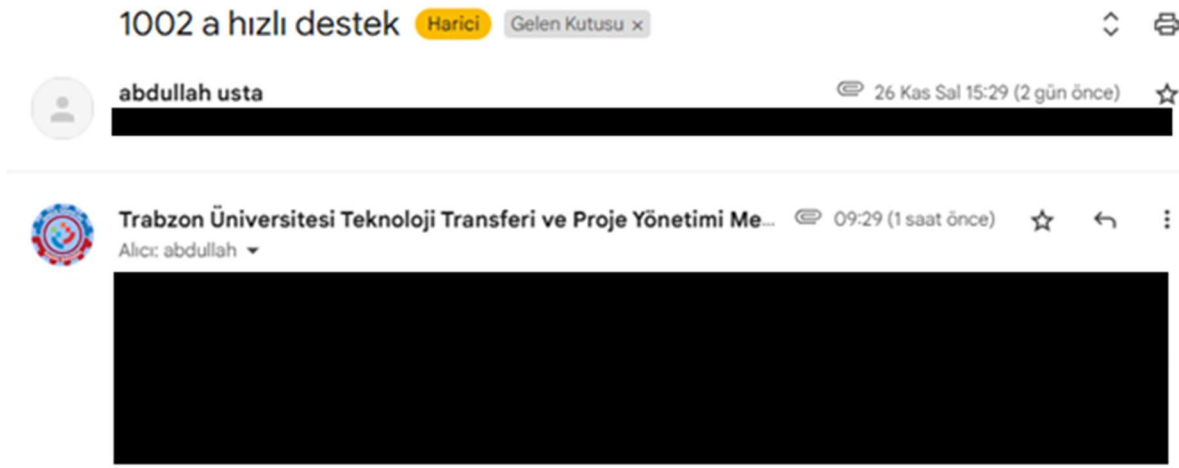 1002 a hızlı destek Harici Gelen Kutusu x
abdullah usta 26 Kas Sal 15:29 (2 gün önce)
Trabzon Üniversitesi Teknoloji Transferi ve Proje Yönetimi Me... 09:29 (1 saat önce)
Alıcı: abdullah